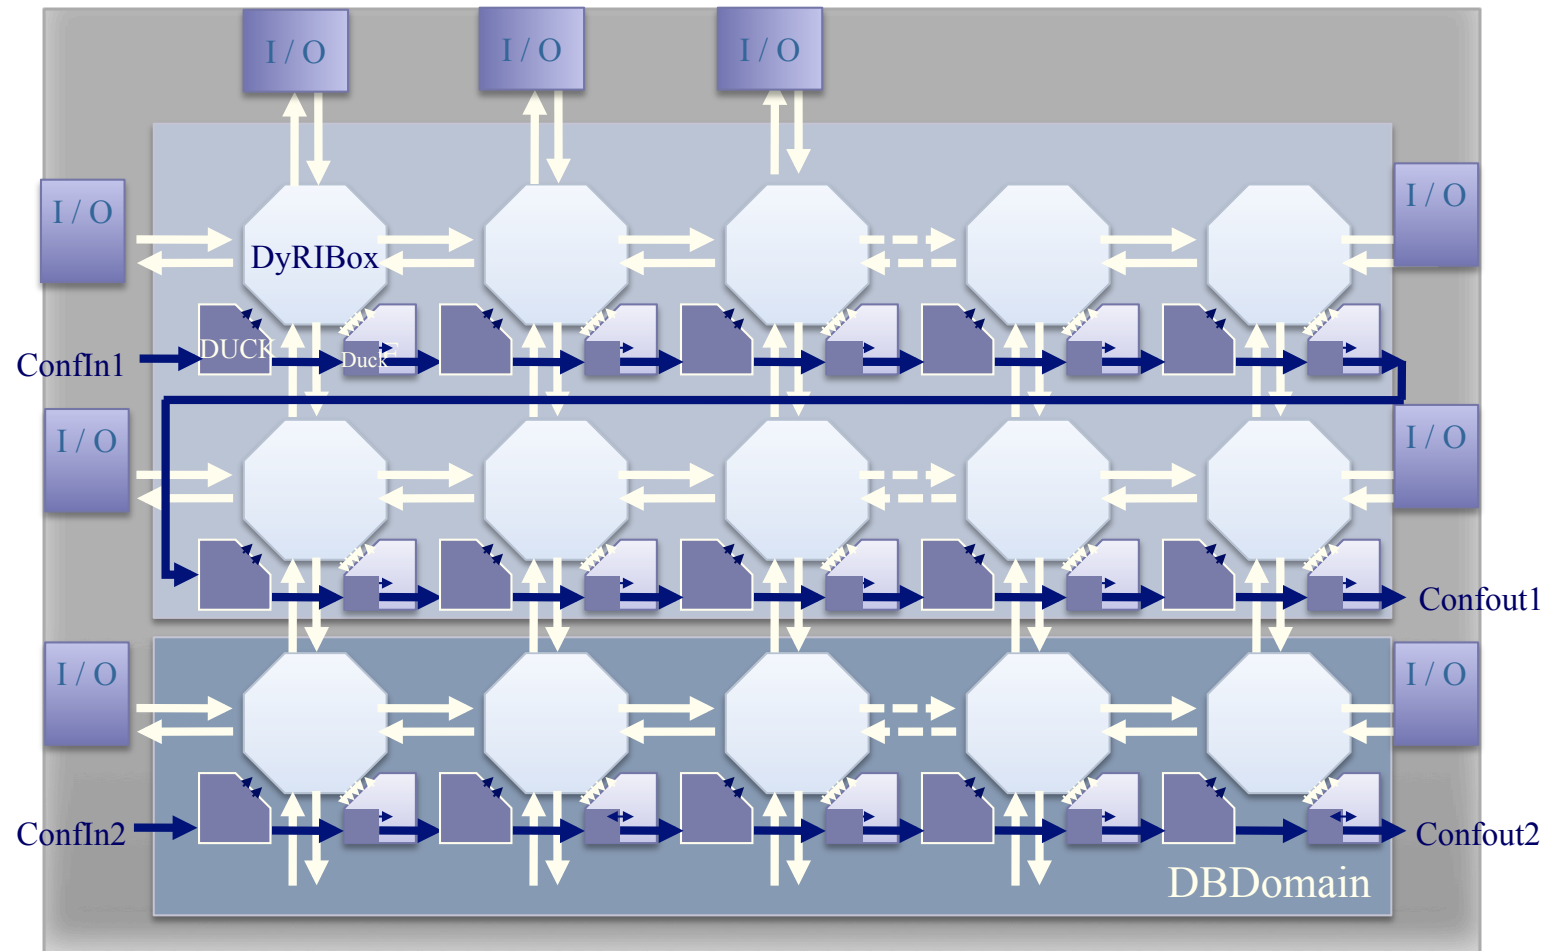 I / O
I / O
I / O
I / O
I / O
DyRIBox
DUCK
Duck
ConfIn1
I / O
I / O
Confout1
I / O
I / O
ConfIn2
Confout2
DBDomain